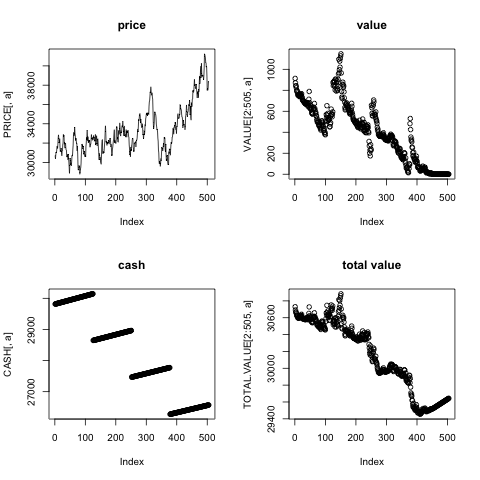 price
PRICE[, a]
30000 34000 38000
0 100 200 300 400 500
Index
value
VALUE[2:505, a]
0 200 600 1000
0 100 200 300 400 500
Index
cash
CASH[, a]
27000 29000
0 100 200 300 400 500
Index
total value
TOTAL.VALUE[2:505, a]
29400 30000 30600
0 100 200 300 400 500
Index